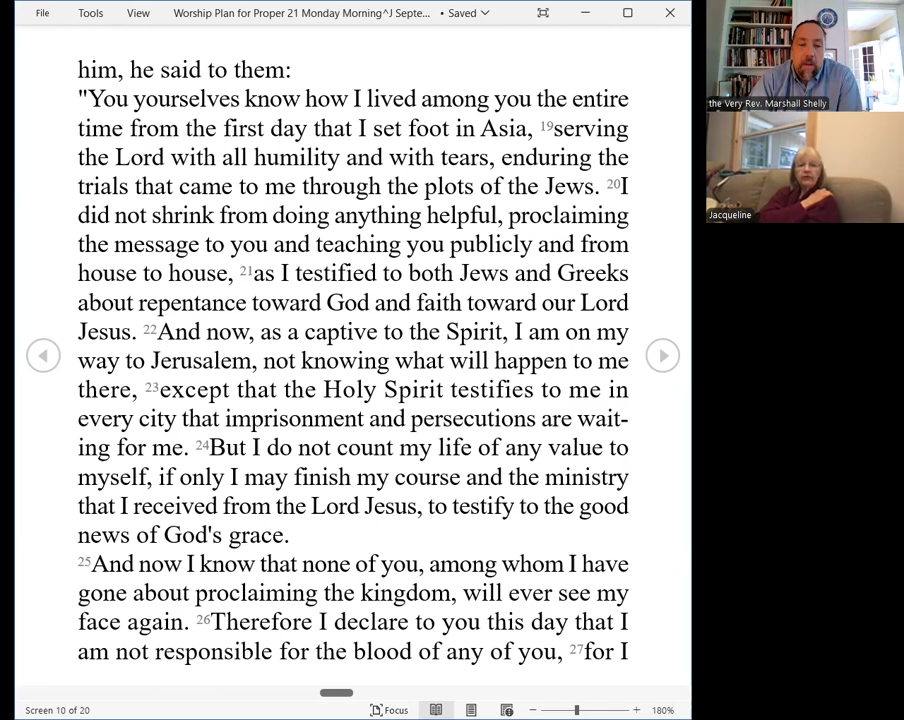 File Tools View Worship Plan for Proper 21 Monday Morning^J Septe... • Saved
him, he said to them:
"You yourselves know how I lived among you the entire
time from the first day that I set foot in Asia, 19serving
the Lord with all humility and with tears, enduring the
trials that came to me through the plots of the Jews. 20I
did not shrink from doing anything helpful, proclaiming
the message to you and teaching you publicly and from
house to house, 21as I testified to both Jews and Greeks
about repentance toward God and faith toward our Lord
Jesus. 22And now, as a captive to the Spirit, I am on my
way to Jerusalem, not knowing what will happen to me
there, 23except that the Holy Spirit testifies to me in
every city that imprisonment and persecutions are wait-
ing for me. 24But I do not count my life of any value to
myself, if only I may finish my course and the ministry
that I received from the Lord Jesus, to testify to the good
news of God's grace.
25And now I know that none of you, among whom I have
gone about proclaiming the kingdom, will ever see my
face again. 26Therefore I declare to you this day that I
am not responsible for the blood of any of you, 27for I
Screen 10 of 20 Focus 180%
the Very Rev. Marshall Shelly
Jacqueline